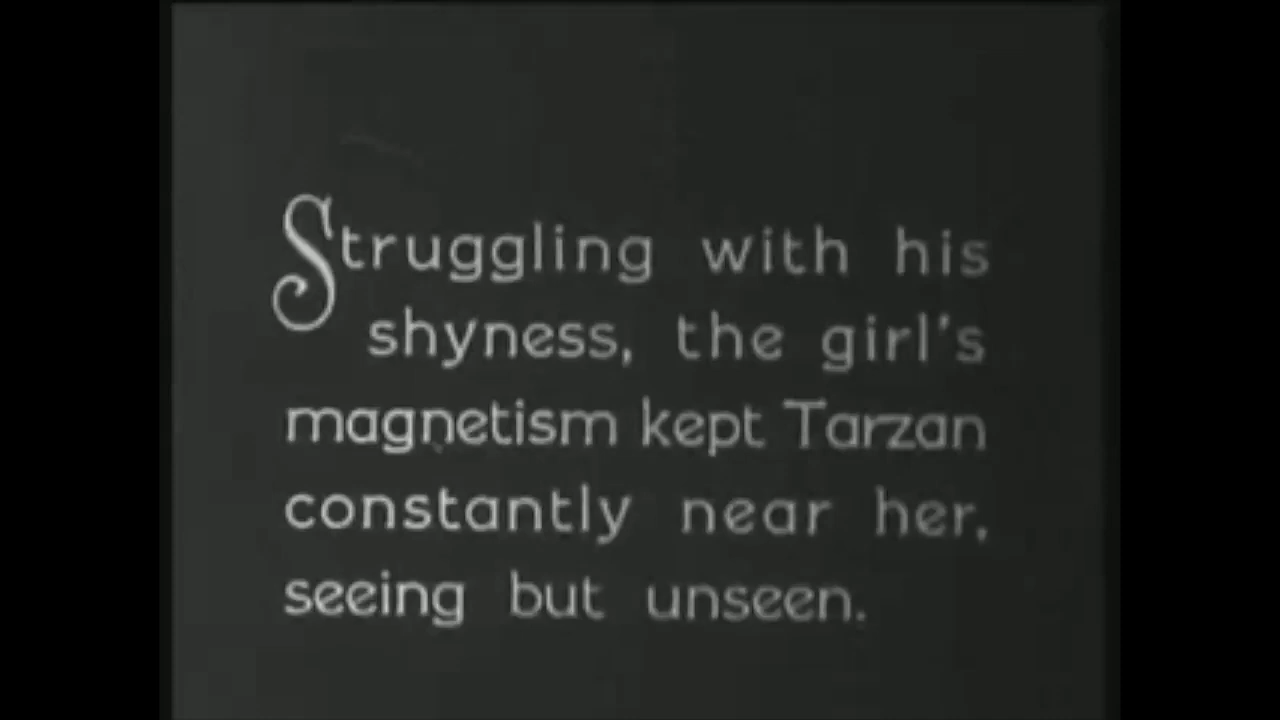 Struggling with his
shyness, the girl's
magnetism kept Tarzan
constantly near her,
seeing but unseen.